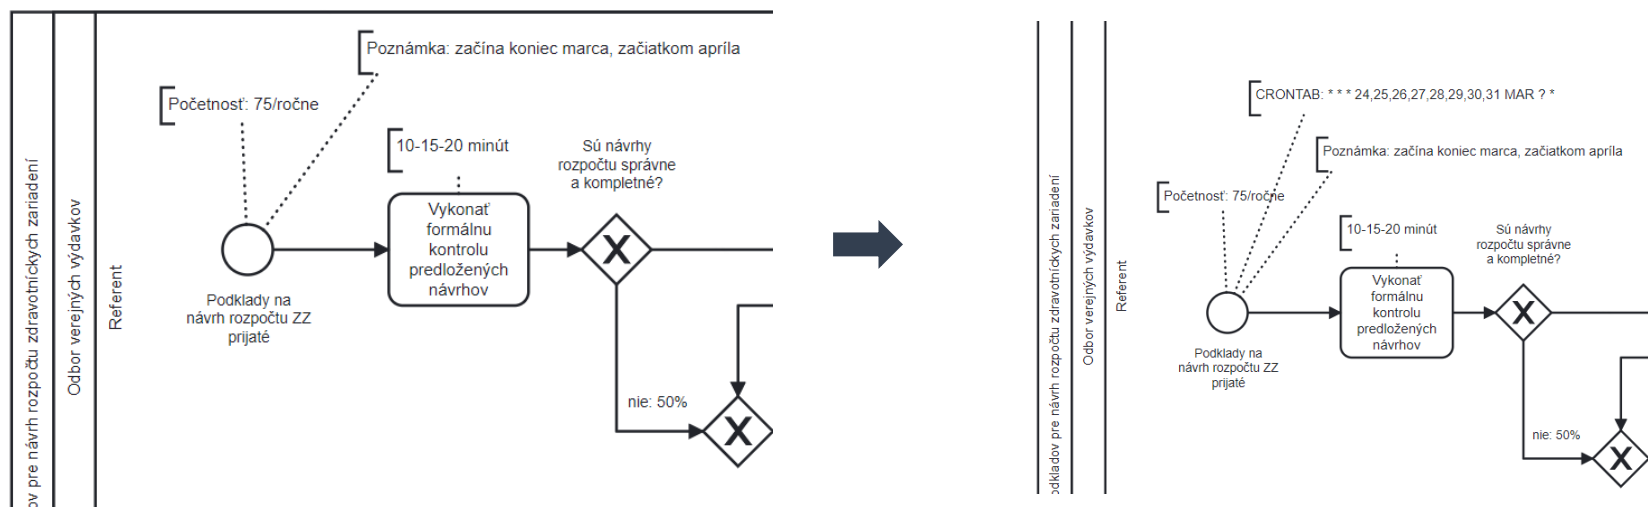 ov pre návrh rozpočtu zdravotníckych zariadení
Odbor verejných výdavkov
Referent
Poznámka: začína koniec marca, začiatkom apríla
Početnosť: 75/ročne
10-15-20 minút
Sú návrhy
rozpočtu správne
a kompletné?
Vykonať
formálnu
kontrolu
predložených
návrhov
Podklady na
návrh rozpočtu ZZ
prijaté
X
nie: 50%
X
odkladov pre návrh rozpočtu zdravotníckych zariadení
Odbor verejných výdavkov
Referent
CRONTAB: * * * 24,25,26,27,28,29,30,31 MAR ? *
Poznámka: začína koniec marca, začiatkom apríla
Početnosť: 75/ročne
10-15-20 minút
Sú návrhy
rozpočtu správne
a kompletné?
Vykonať
formálnu
kontrolu
predložených
návrhov
Podklady na
návrh rozpočtu ZZ
prijaté
X
nie: 50%
X